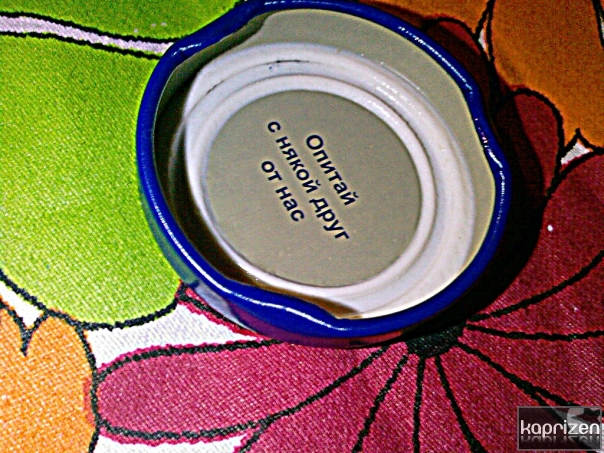 Опитай
с някой друг
от нас
kaprizen